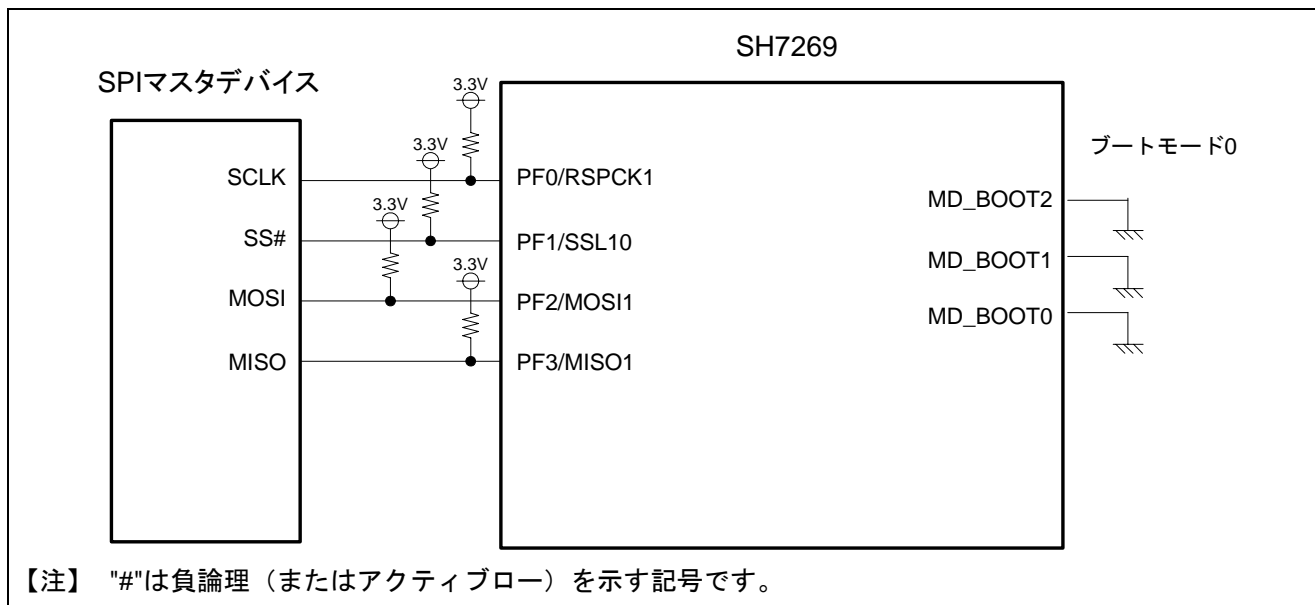 SH7269
SPIマスタデバイス
3.3V
3.3V
3.3V
3.3V
SCLK
SS#
MOSI
MISO
PF0/RSPCK1
PF1/SSL10
PF2/MOSI1
PF3/MISO1
ブートモード0
MD_BOOT2
MD_BOOT1
MD_BOOT0
【注】 "#"は負論理（またはアクティブロー）を示す記号です。